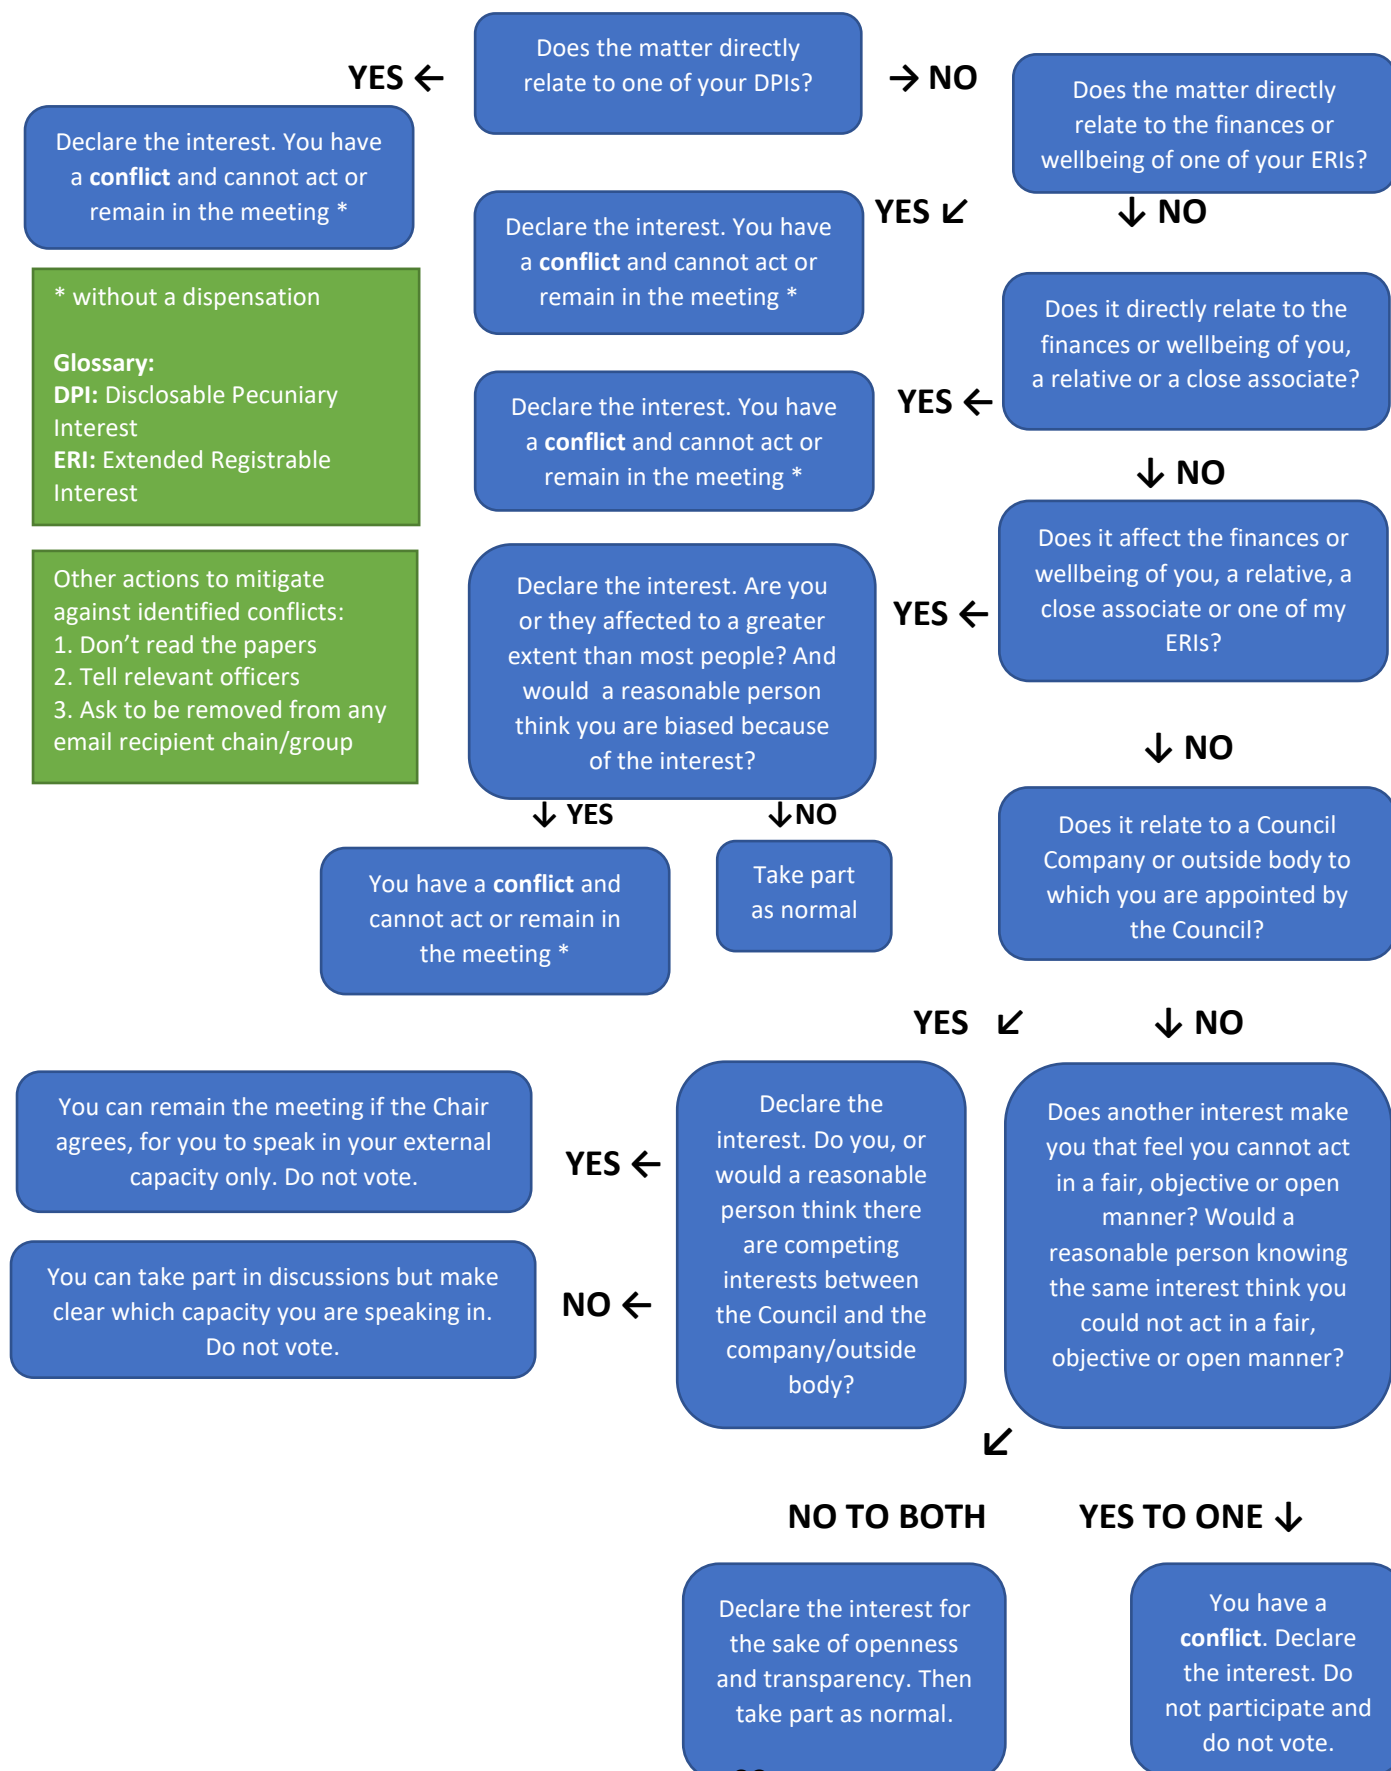 Does the matter directly
relate to one of your DPIs?
YES ←
→ NO
Declare the interest. You have
a conflict and cannot act or
remain in the meeting *
Does the matter directly
relate to the finances or
wellbeing of one of your ERIs?
YES ↙
↓ NO
Declare the interest. You have
a conflict and cannot act or
remain in the meeting *
* without a dispensation
Glossary:
DPI: Disclosable Pecuniary
Interest
ERI: Extended Registrable
Interest
Does it directly relate to the
finances or wellbeing of you,
a relative or a close associate?
YES ←
Declare the interest. You have
a conflict and cannot act or
remain in the meeting *
↓ NO
Other actions to mitigate
against identified conflicts:
1. Don’t read the papers
2. Tell relevant officers
3. Ask to be removed from any
email recipient chain/group
Does it affect the finances or
wellbeing of you, a relative, a
close associate or one of my
ERIs?
YES ←
Declare the interest. Are you
or they affected to a greater
extent than most people? And
would a reasonable person
think you are biased because
of the interest?
↓ NO
↓ YES
↓NO
You have a conflict and
cannot act or remain in
the meeting *
Take part
as normal
Does it relate to a Council
Company or outside body to
which you are appointed by
the Council?
YES ↙
↓ NO
Declare the
interest. Do you, or
would a reasonable
person think there
are competing
interests between
the Council and the
company/outside
body?
YES ←
You can remain the meeting if the Chair
agrees, for you to speak in your external
capacity only. Do not vote.
NO ←
You can take part in discussions but make
clear which capacity you are speaking in.
Do not vote.
Does another interest make
you that feel you cannot act
in a fair, objective or open
manner? Would a
reasonable person knowing
the same interest think you
could not act in a fair,
objective or open manner?
↙
NO TO BOTH
YES TO ONE ↓
Declare the interest for
the sake of openness
and transparency. Then
take part as normal.
You have a
conflict. Declare
the interest. Do
not participate and
do not vote.